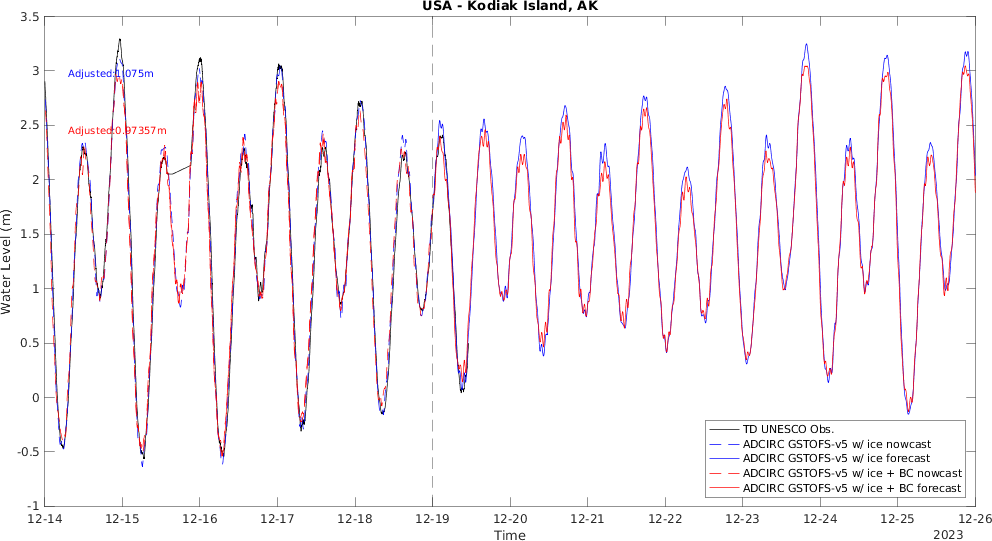 USA - Kodiak Island, AK
3.5
3
2.5
2
1.5
1
0.5
0
-0.5
-1
Water Level (m)
Adjusted:1.075m
Adjusted:0.97357m
TD UNESCO Obs.
ADCIRC GSTOFS-v5 w/ ice nowcast
ADCIRC GSTOFS-v5 w/ ice forecast
ADCIRC GSTOFS-v5 w/ ice + BC nowcast
ADCIRC GSTOFS-v5 w/ ice + BC forecast
12-14 12-15 12-16 12-17 12-18 12-19 12-20 12-21 12-22 12-23 12-24 12-25 12-26
Time
2023